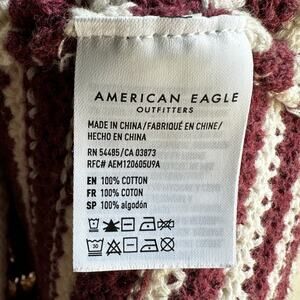 AMERICAN EAGLE
OUTFITTERS
MADE IN CHINA/FABRIQUÉ EN CHINE/
HECHO EN CHINA
RN 54485/CA 03873
RFC# AEM120605U9A
EN 100% COTTON
FR 100% COTON
SP 100% algodón